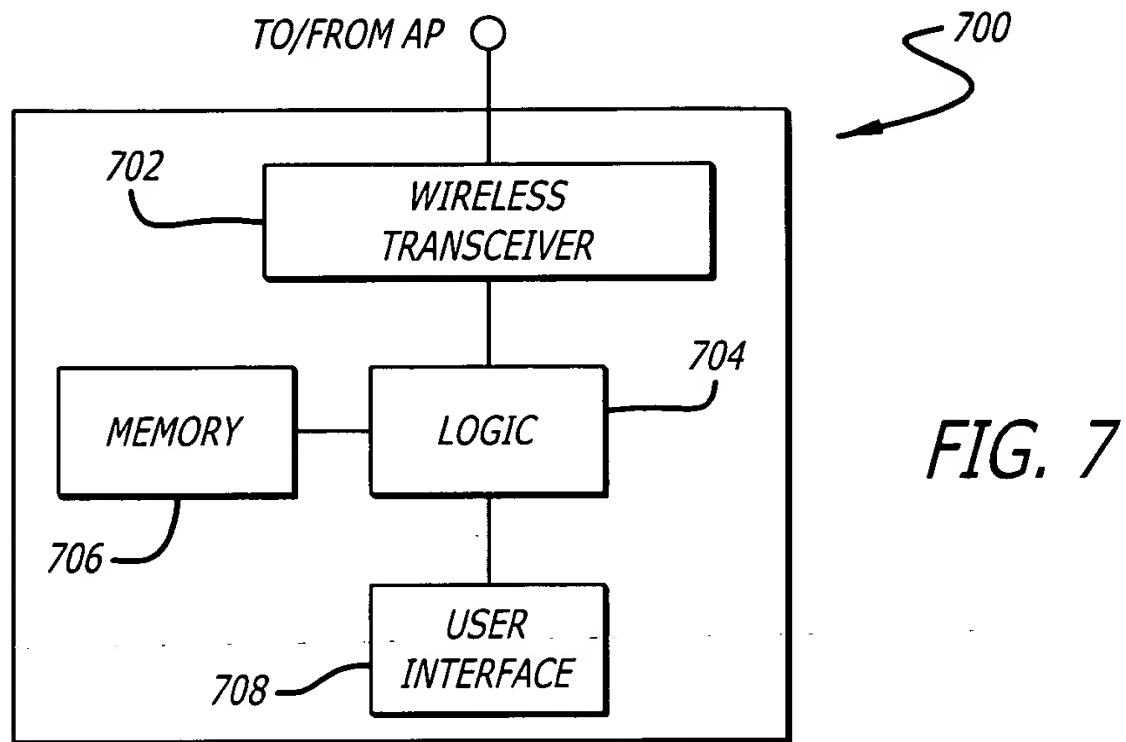 TO/FROM AP
700
702
WIRELESS
TRANSCEIVER
704
MEMORY
LOGIC
FIG. 7
706
USER
INTERFACE
708